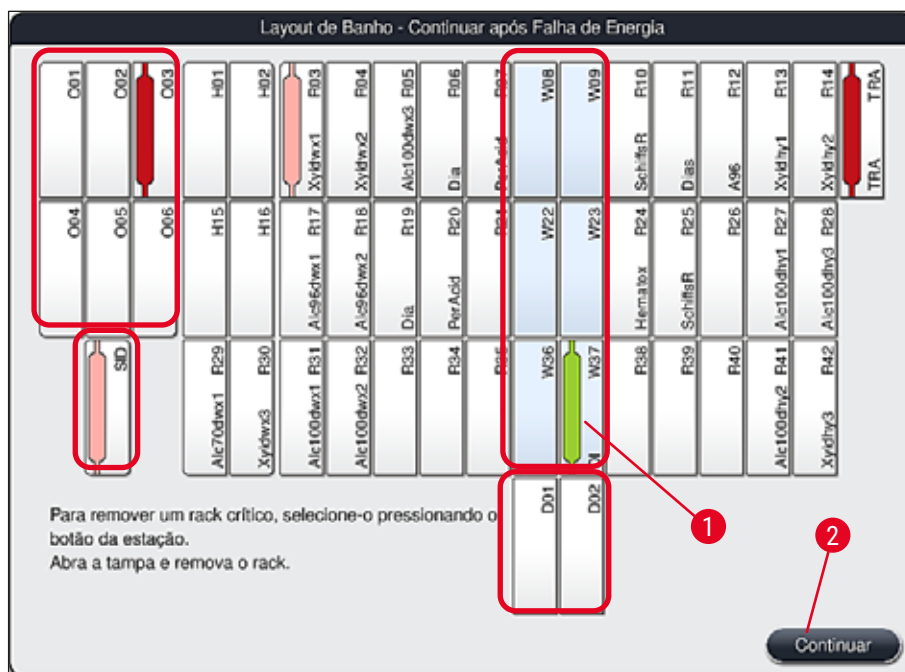 Layout de Banho - Continuar após Falha de Energia
O01
O02
O03
H01
H02
Xyldwx1 R03
Xyldwx2 R04
Alc100dwx3 R05
Dia R06
PerAcid R07
W08
W09
SchiffsR R10
Dias R11
A96 R12
Xyldhy1 R13
Xyldhy2 R14
TRA TRA
O04
O05
O06
H15
H16
Alc96dwx1 R17
Alc96dwx2 R18
Dia R19
PerAcid R20
R21
W22
W23
Hematox R24
SchiffsR R25
R26
Alc100dhy1 R27
Alc100dhy3 R28
SID
Alc70dwx1 R29
Xyldwx3 R30
Alc100dwx1 R31
Alc100dwx2 R32
R33
R34
R35
W36
DI W37
R38
R39
R40
Alc100dhy2 R41
Xyldhy3 R42
D01
D02
Para remover um rack crítico, selecione-o pressionando o
botão da estação.
Abra a tampa e remova o rack.
1
2
Continuar